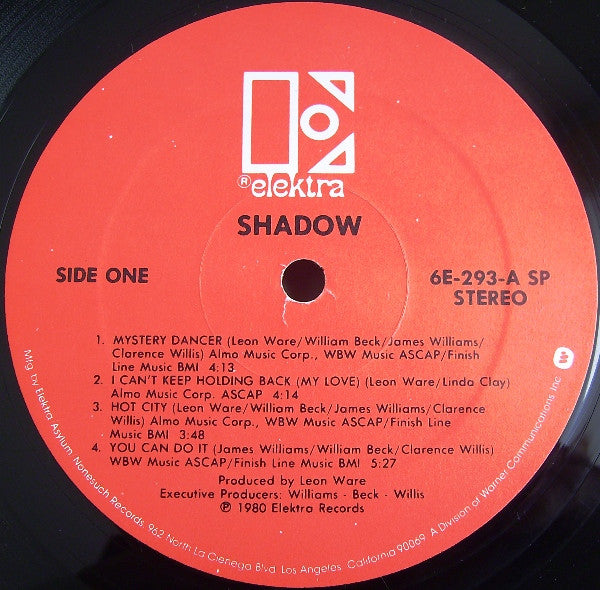 ® elektra
SHADOW
SIDE ONE
6E-293-A SP
STEREO
1. MYSTERY DANCER (Leon Ware/William Beck/James Williams/
Clarence Willis) Almo Music Corp., WBW Music ASCAP/Finish
Line Music BMI 4:13
2. I CAN'T KEEP HOLDING BACK (MY LOVE) (Leon Ware/Linda Clay)
Almo Music Corp. ASCAP 4:14
3. HOT CITY (Leon Ware/William Beck/James Williams/Clarence
Willis) Almo Music Corp., WBW Music ASCAP/Finish Line
Music BMI 3:48
4. YOU CAN DO IT (James Williams/Beck/Clarence Willis)
WBW Music ASCAP/Finish Line Music BMI 5:27
Produced by Leon Ware
Executive Producers: Williams - Beck - Willis
℗ 1980 Elektra Records
Mfg. by Elektra/Asylum/Nonesuch Records, 962 North La Cienega Blvd. Los Angeles, California 90069. A Division of Warner Communications Inc.